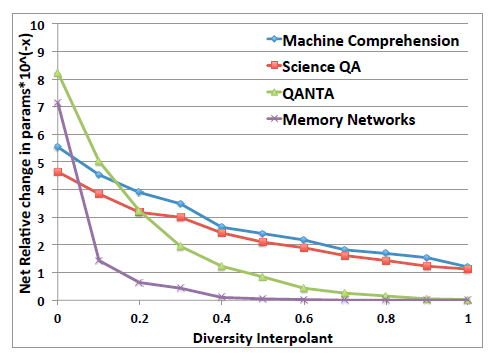 Net Relative change in params*10^(-x)
10
9
8
7
6
5
4
3
2
1
0
Machine Comprehension
Science QA
QANTA
Memory Networks
0 0.2 0.4 0.6 0.8 1
Diversity Interpolant